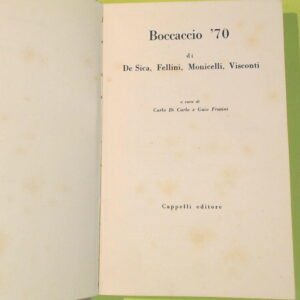 Boccaccio '70
di
De Sica, Fellini, Monicelli, Visconti
a cura di
Carlo Di Carlo e Gaio Fratini
Cappelli editore